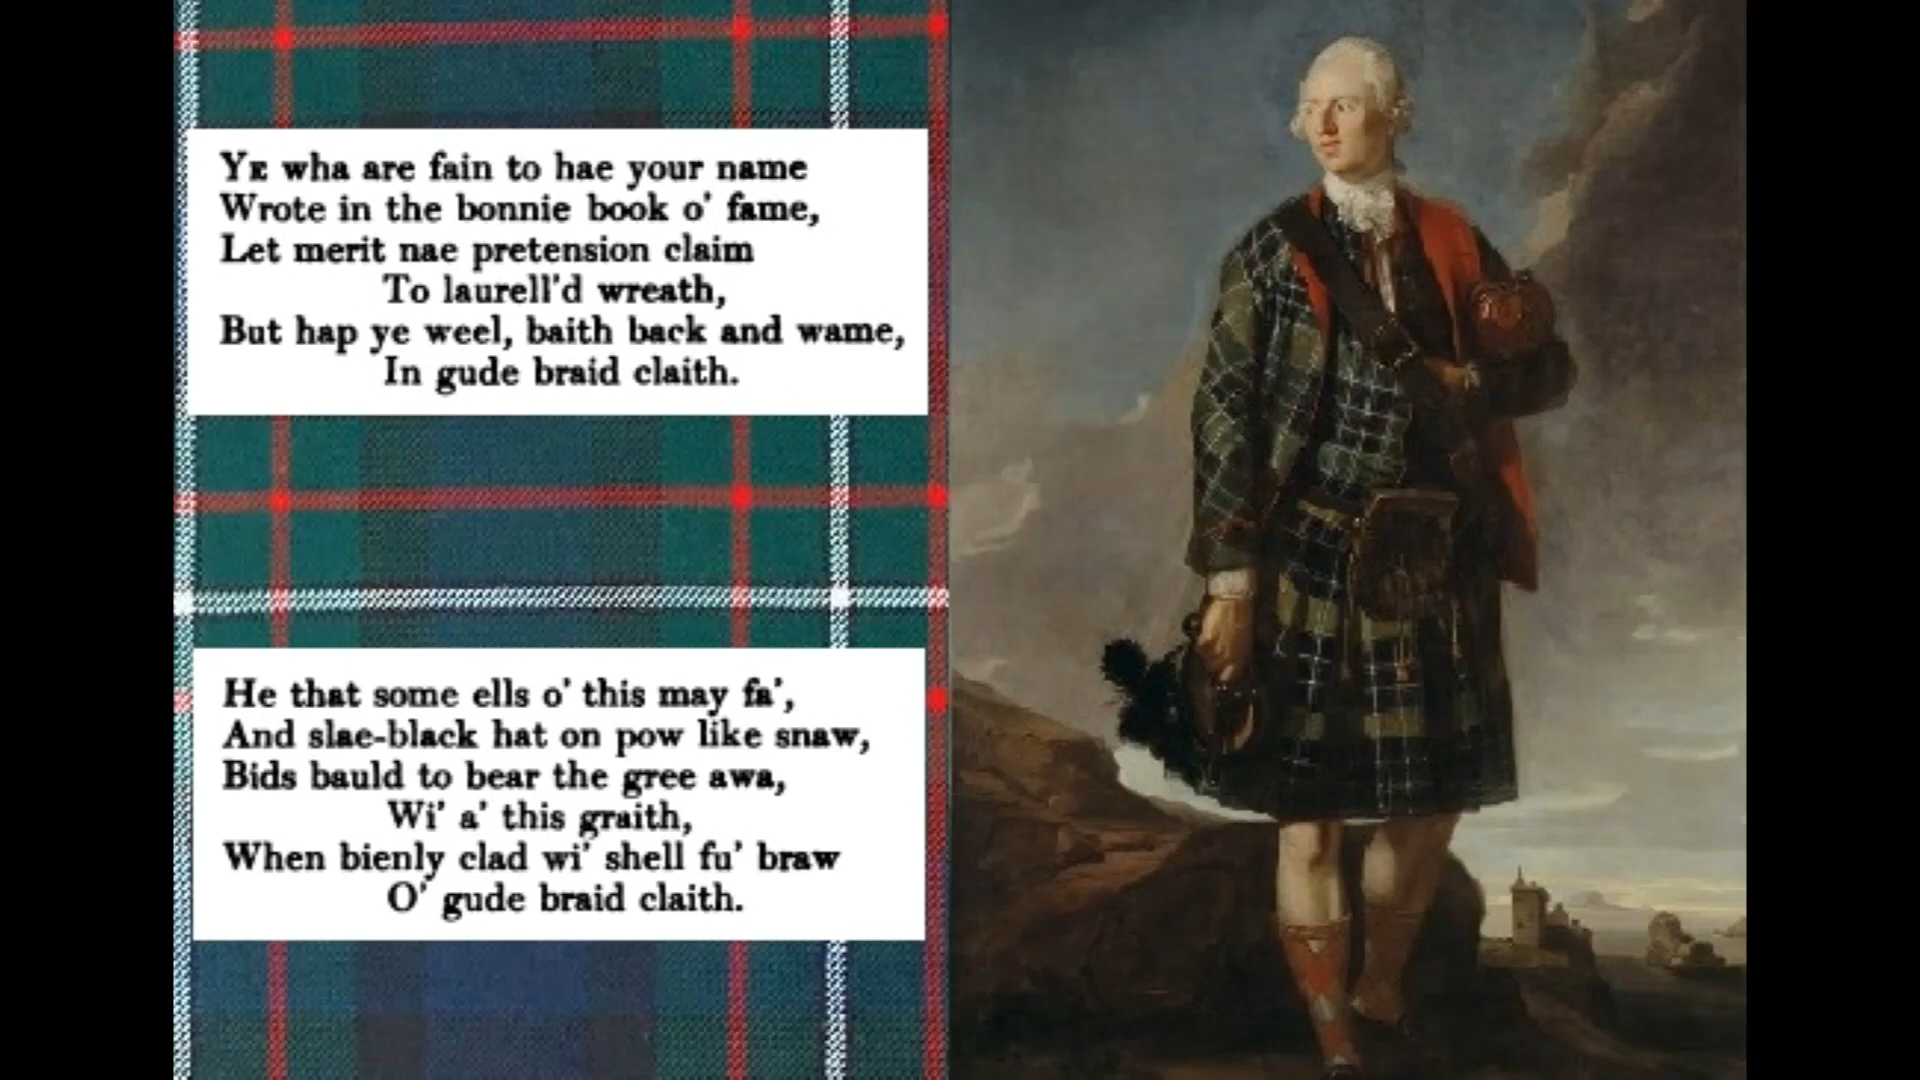 YE wha are fain to hae your name
Wrote in the bonnie book o' fame,
Let merit nae pretension claim
To laurell'd wreath,
But hap ye weel, baith back and wame,
In gude braid claith.
He that some ells o' this may fa',
And slae-black hat on pow like snaw,
Bids bauld to bear the gree awa,
Wi' a' this graith,
When bienly clad wi' shell fu' braw
O' gude braid claith.